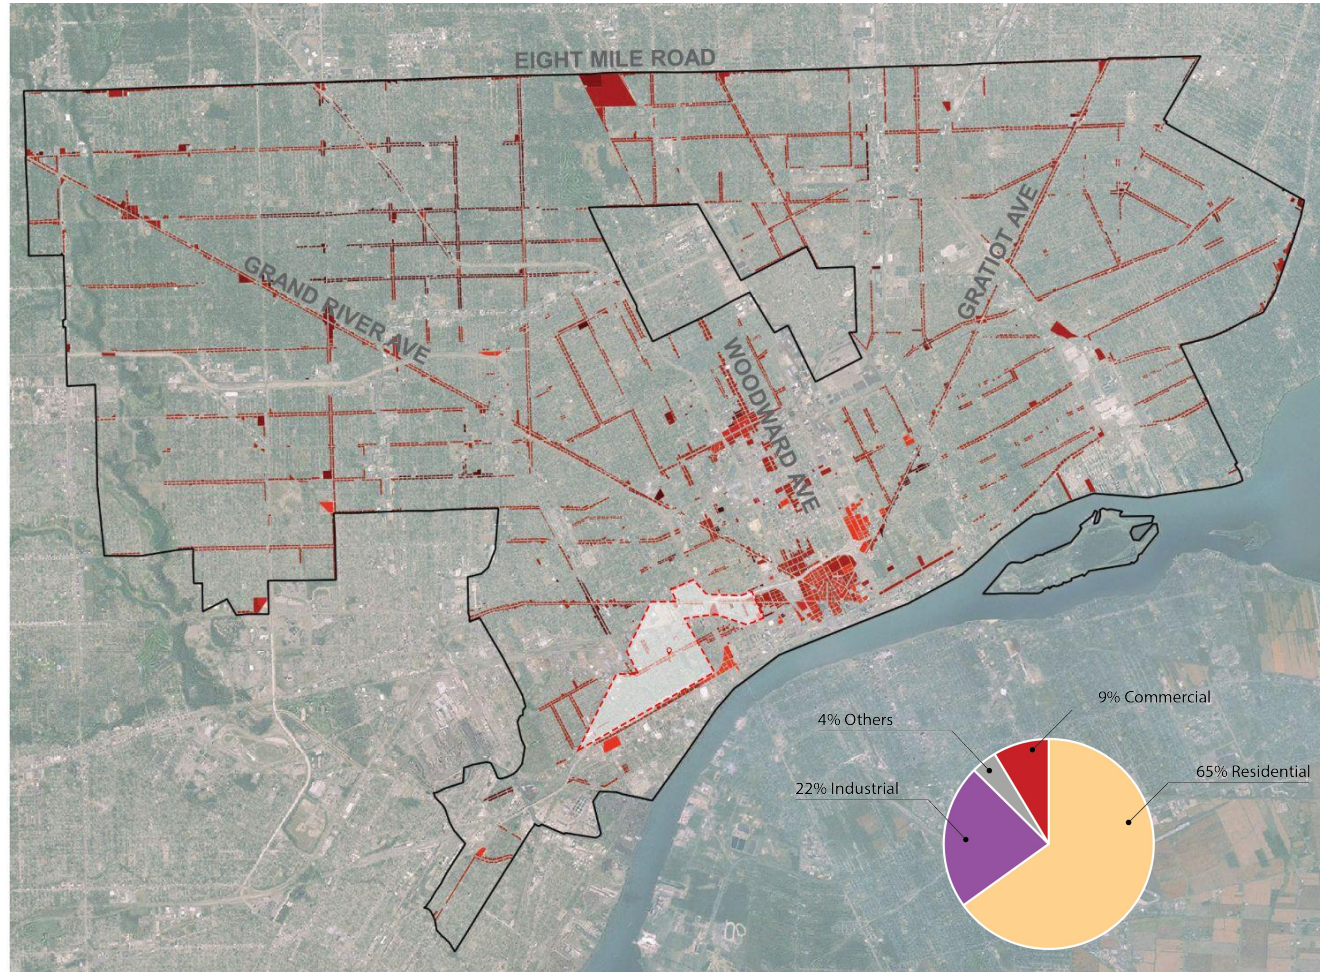 EIGHT MILE ROAD
GRAND RIVER AVE
GRATIOT AVE
WOODWARD AVE
9% Commercial
4% Others
65% Residential
22% Industrial